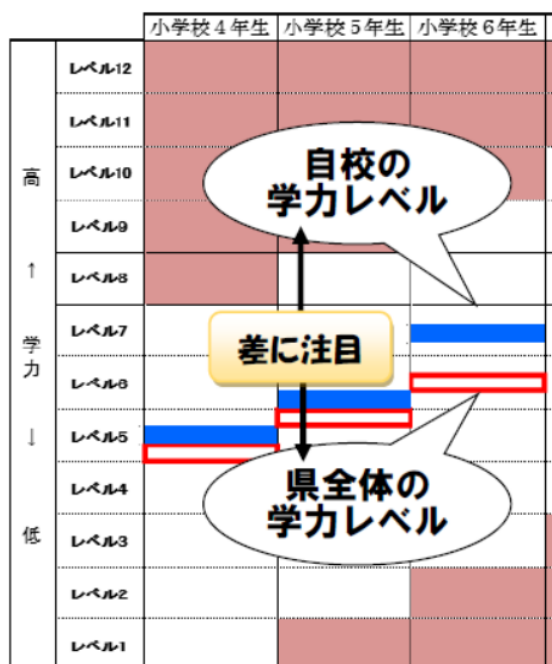 小学校４年生 小学校５年生 小学校６年生
高
↑
学
力
↓
低
レベル12
レベル11
レベル10
レベル9
レベル8
レベル7
レベル6
レベル5
レベル4
レベル3
レベル2
レベル1
自校の
学力レベル
差に注目
県全体の
学力レベル